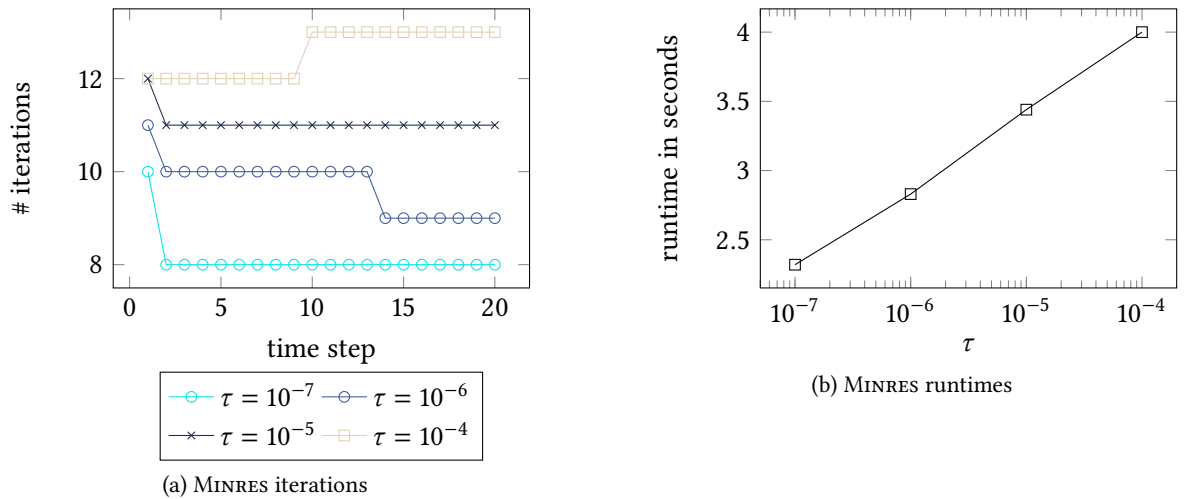 # iterations
12
10
8
0 5 10 15 20
time step
τ = 10⁻⁷ τ = 10⁻⁶
τ = 10⁻⁵ τ = 10⁻⁴
(a) MINRES iterations
runtime in seconds
4
3.5
3
2.5
10⁻⁷ 10⁻⁶ 10⁻⁵ 10⁻⁴
τ
(b) MINRES runtimes